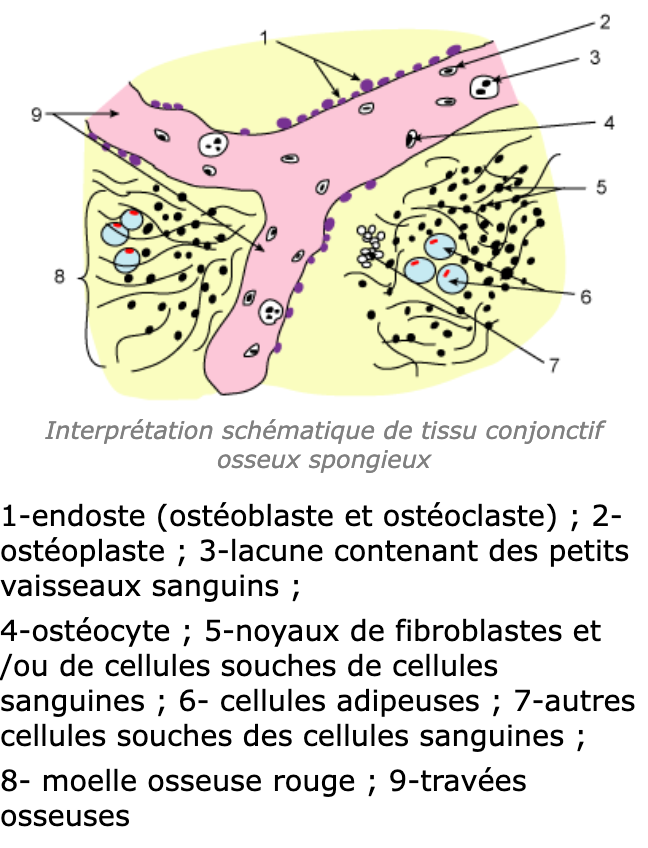 1
2
3
9
4
5
8
6
7
Interprétation schématique de tissu conjonctif
osseux spongieux
1-endoste (ostéoblaste et ostéoclaste) ; 2-
ostéoplaste ; 3-lacune contenant des petits
vaisseaux sanguins ;
4-ostéocyte ; 5-noyaux de fibroblastes et
/ou de cellules souches de cellules
sanguines ; 6- cellules adipeuses ; 7-autres
cellules souches des cellules sanguines ;
8- moelle osseuse rouge ; 9-travées
osseuses